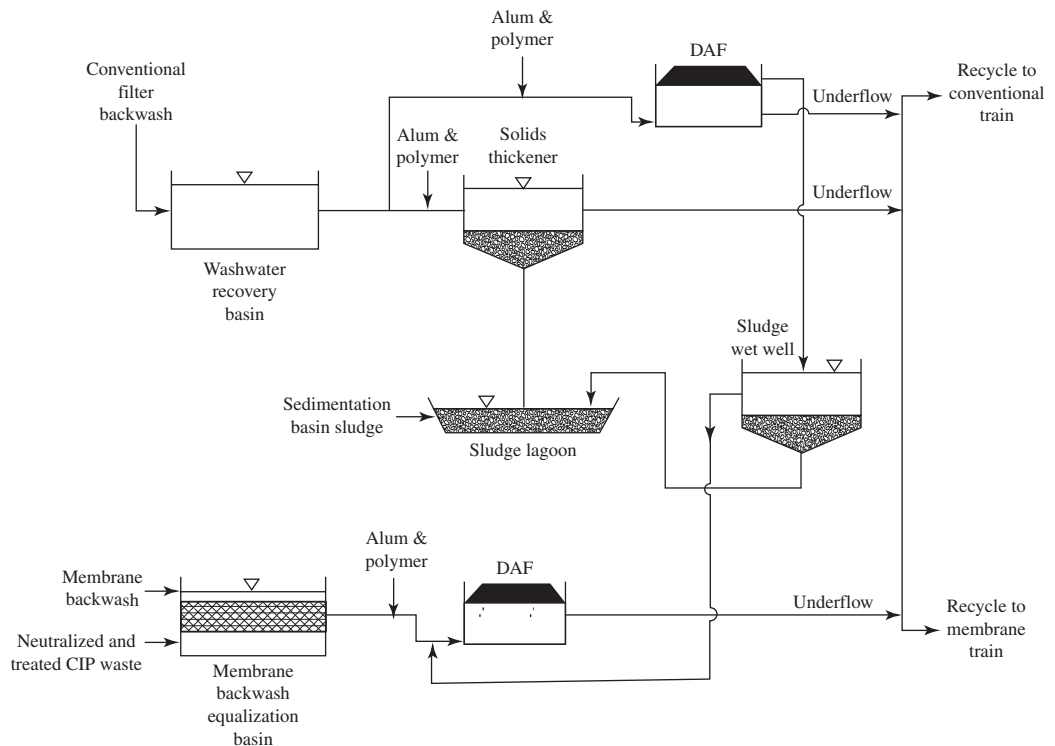 Alum &
polymer
DAF
Conventional
filter
backwash
Recycle to
conventional
train
Underflow
Alum &
polymer
Solids
thickener
Underflow
Washwater
recovery
basin
Sludge
wet well
Sedimentation
basin sludge
Sludge lagoon
Alum &
polymer
DAF
Membrane
backwash
Underflow
Recycle to
membrane
train
Neutralized and
treated CIP waste
Membrane
backwash
equalization
basin